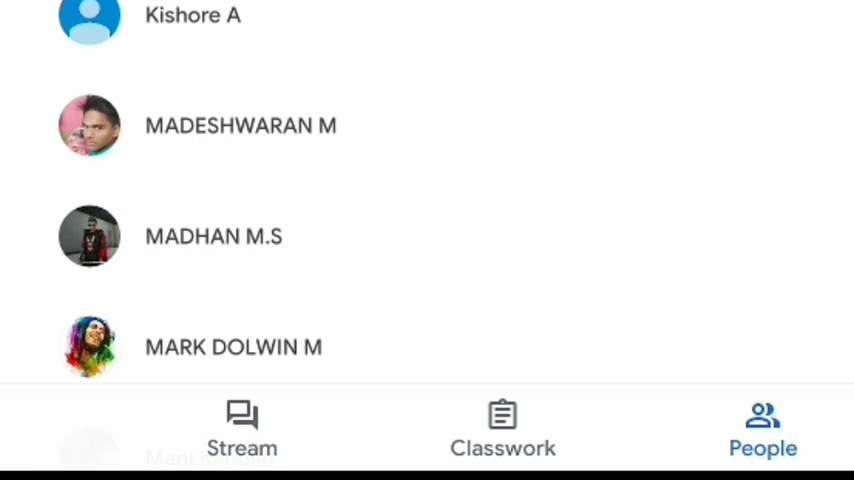 Kishore A
MADESHWARAN M
MADHAN M.S
MARK DOLWIN M
Stream
Classwork
People